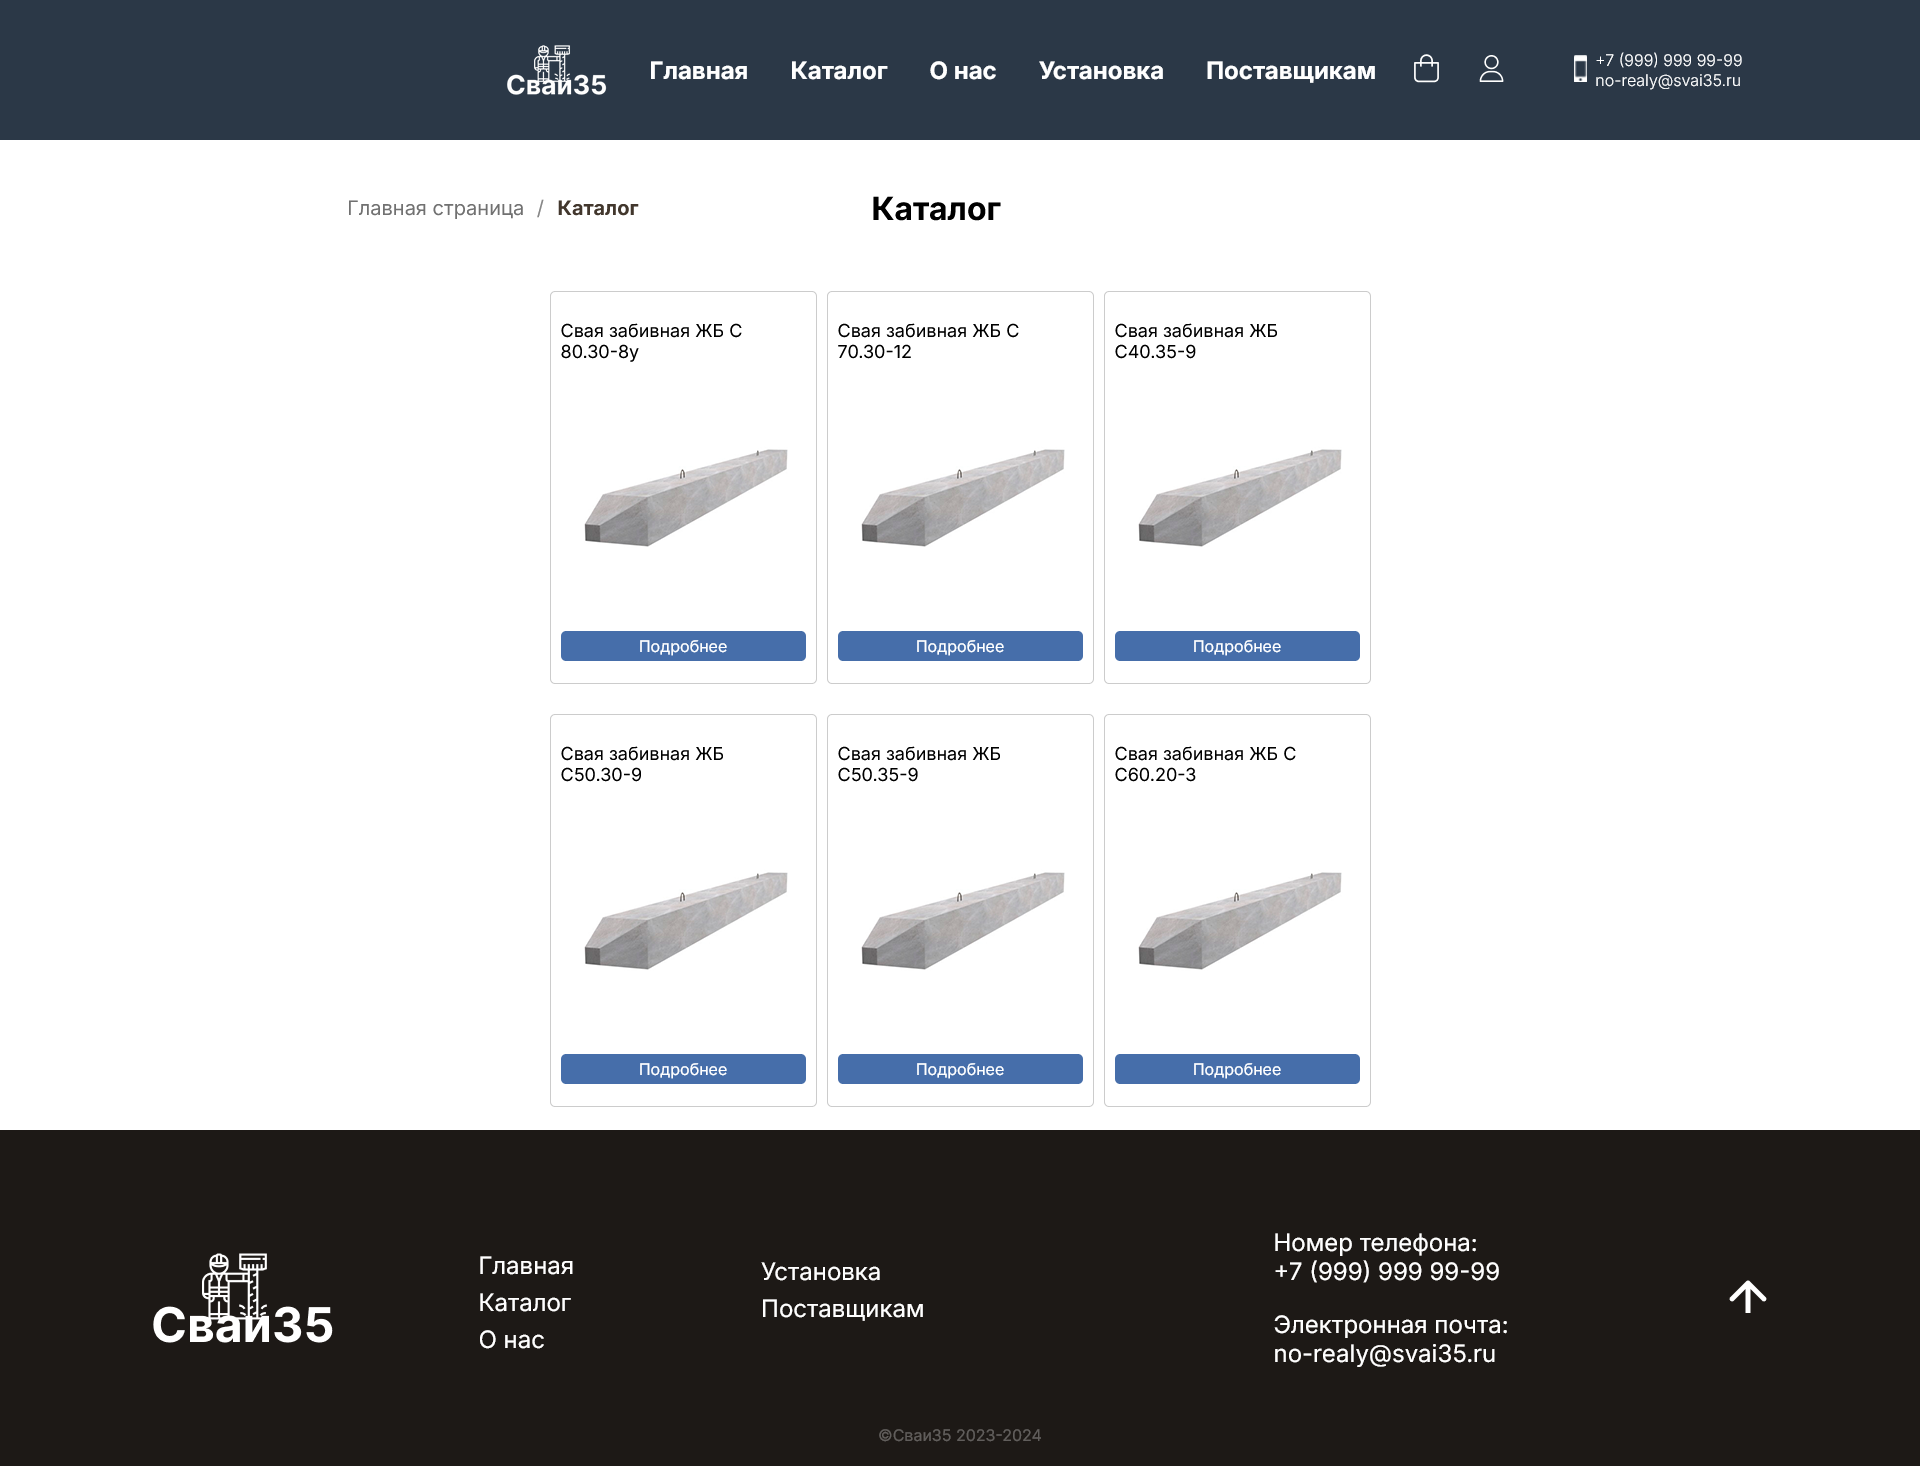 Сваи35
Главная
Каталог
О нас
Установка
Поставщикам
+7 (999) 999 99-99
no-realy@svai35.ru
Главная страница / Каталог
Каталог
Свая забивная ЖБ С
80.30-8у
Свая забивная ЖБ С
70.30-12
Свая забивная ЖБ
С40.35-9
Подробнее
Подробнее
Подробнее
Свая забивная ЖБ
С50.30-9
Свая забивная ЖБ
С50.35-9
Свая забивная ЖБ С
С60.20-3
Подробнее
Подробнее
Подробнее
Сваи35
Главная
Каталог
О нас
Установка
Поставщикам
Номер телефона:
+7 (999) 999 99-99
Электронная почта:
no-realy@svai35.ru
©Сваи35 2023-2024